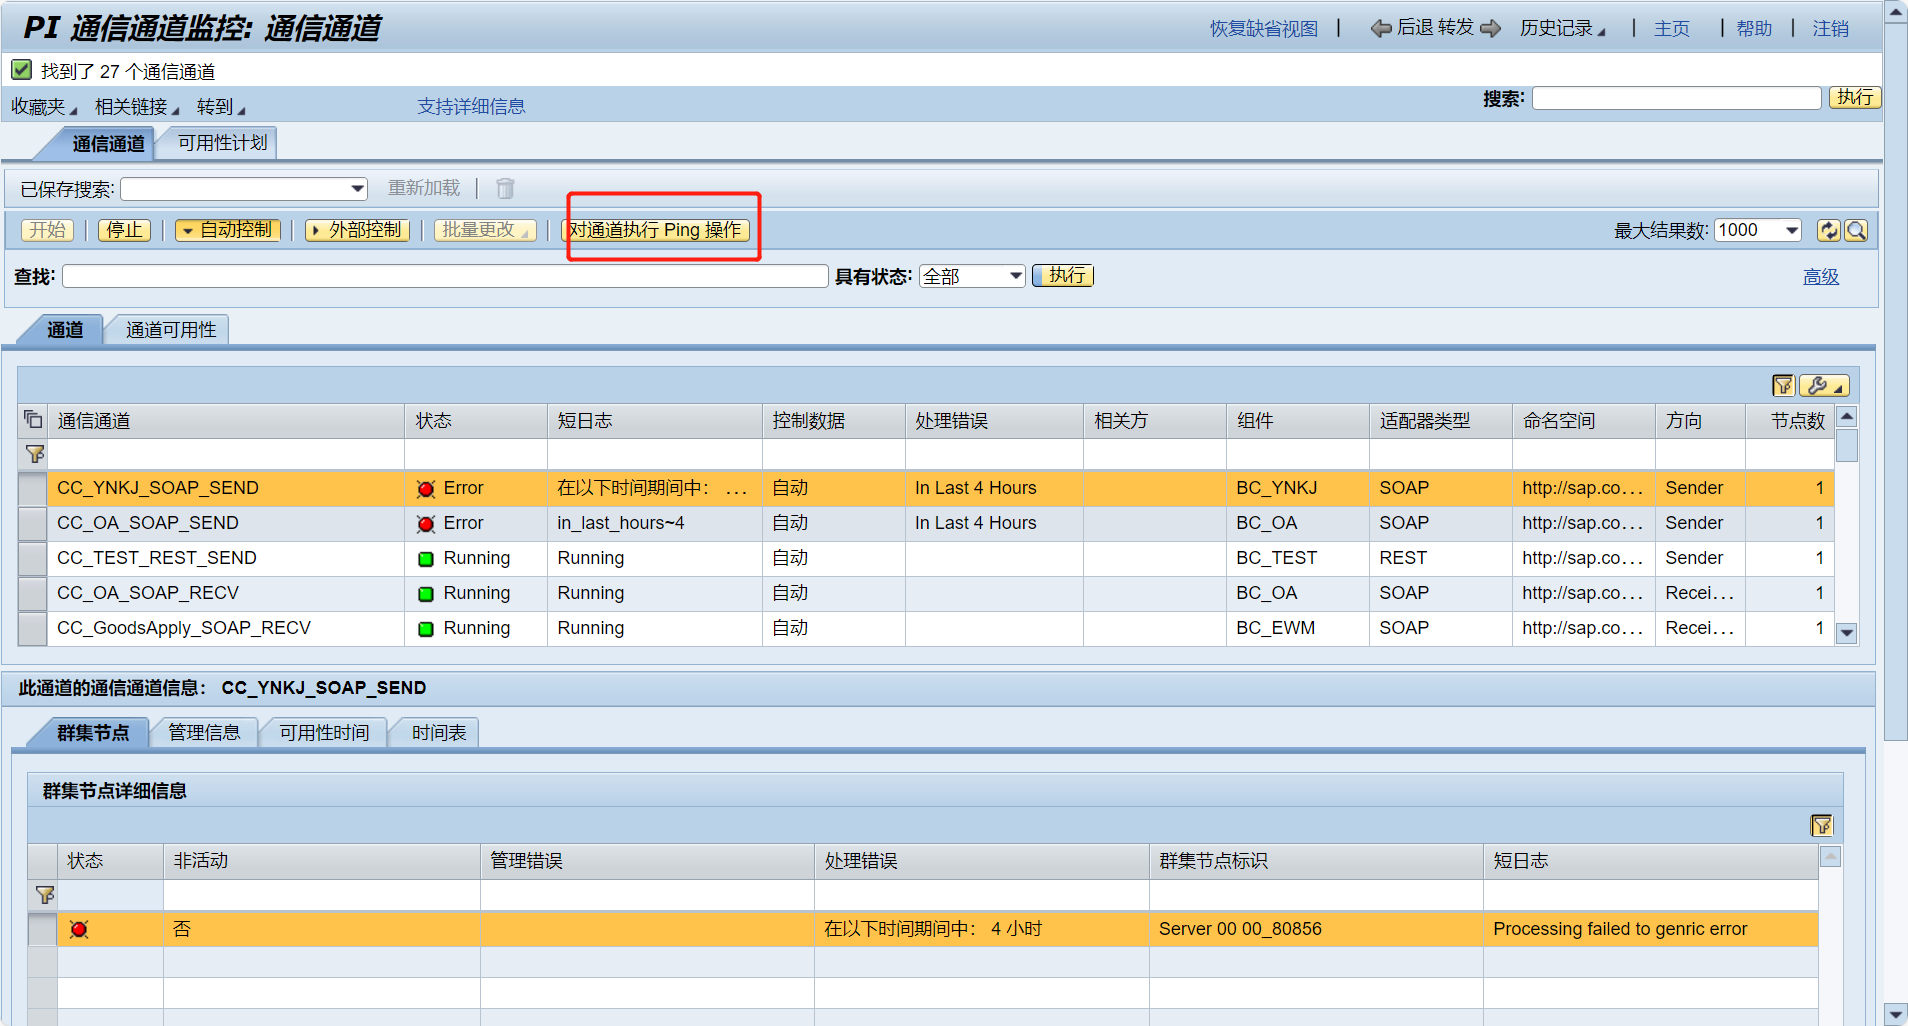 PI 通信通道监控: 通信通道 恢复缺省视图 | 后退 转发 历史记录 | 主页 | 帮助 | 注销
找到了 27 个通信通道
收藏夹 相关链接 转到 支持详细信息 搜索: 执行
通信通道 可用性计划
已保存搜索: 重新加载
开始 停止 自动控制 外部控制 批量更改 对通道执行 Ping 操作 最大结果数: 1000
查找: 具有状态: 全部 执行 高级
通道 通道可用性
通信通道 状态 短日志 控制数据 处理错误 相关方 组件 适配器类型 命名空间 方向 节点数
CC_YNKJ_SOAP_SEND Error 在以下时间期间中： ... 自动 In Last 4 Hours BC_YNKJ SOAP http://sap.co... Sender 1
CC_OA_SOAP_SEND Error in_last_hours~4 自动 In Last 4 Hours BC_OA SOAP http://sap.co... Sender 1
CC_TEST_REST_SEND Running Running 自动 BC_TEST REST http://sap.co... Sender 1
CC_OA_SOAP_RECV Running Running 自动 BC_OA SOAP http://sap.co... Recei... 1
CC_GoodsApply_SOAP_RECV Running Running 自动 BC_EWM SOAP http://sap.co... Recei... 1
此通道的通信通道信息： CC_YNKJ_SOAP_SEND
群集节点 管理信息 可用性时间 时间表
群集节点详细信息
状态 非活动 管理错误 处理错误 群集节点标识 短日志
否 在以下时间期间中： 4 小时 Server 00 00_80856 Processing failed to genric error